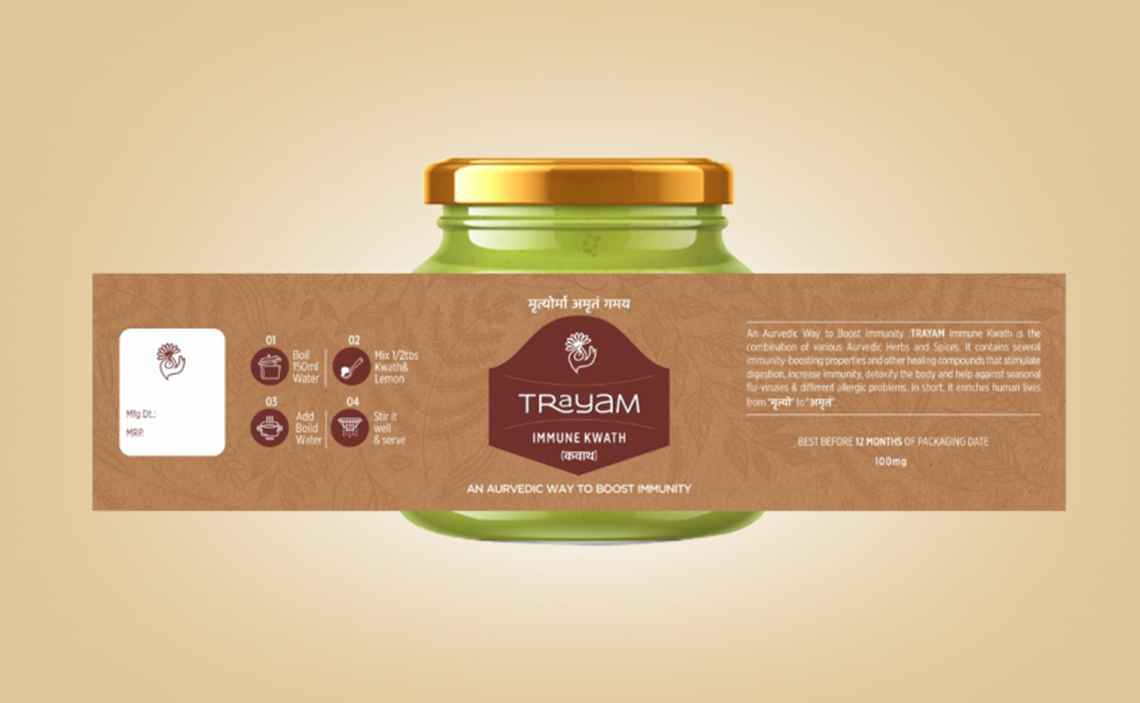 मृत्योर्मा अमृतं गमय
TRAYAM
IMMUNE KWATH
(कवाथ)
AN AURVEDIC WAY TO BOOST IMMUNITY
Mfg Dt.:
MRP.
01
Boil
150ml
Water
02
Mix 1/2tbs
Kwath&
Lemon
03
Add
Boild
Water
04
Stir it
well
& serve
An Aurvedic Way to Boost Immunity :TRAYAM Immune Kwath is the
combination of various Aurvedic Herbs and Spices. It contains several
immunity-boosting properties and other healing compounds that stimulate
digestion, increase immunity, detoxify the body and help against seasonal
flu-viruses & different allergic problems. In short, it enriches human lives
from "मृत्यो" to "अमृतं".
BEST BEFORE 12 MONTHS OF PACKAGING DATE
100mg